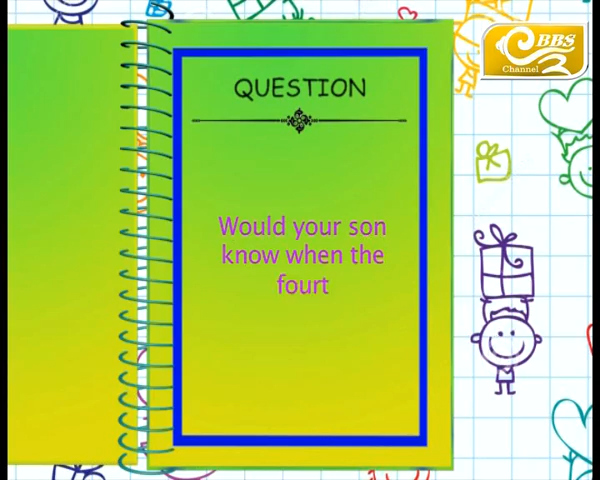 BBS
Channel 2
QUESTION
Would your son
know when the
fourt